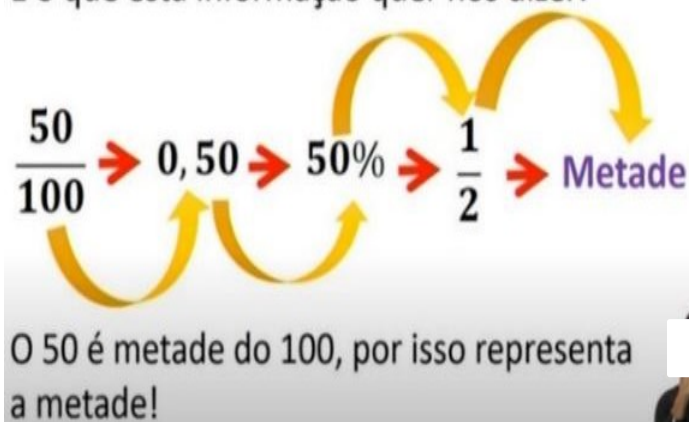 50/100 → 0,50 → 50% → 1/2 → Metade
O 50 é metade do 100, por isso representa
a metade!